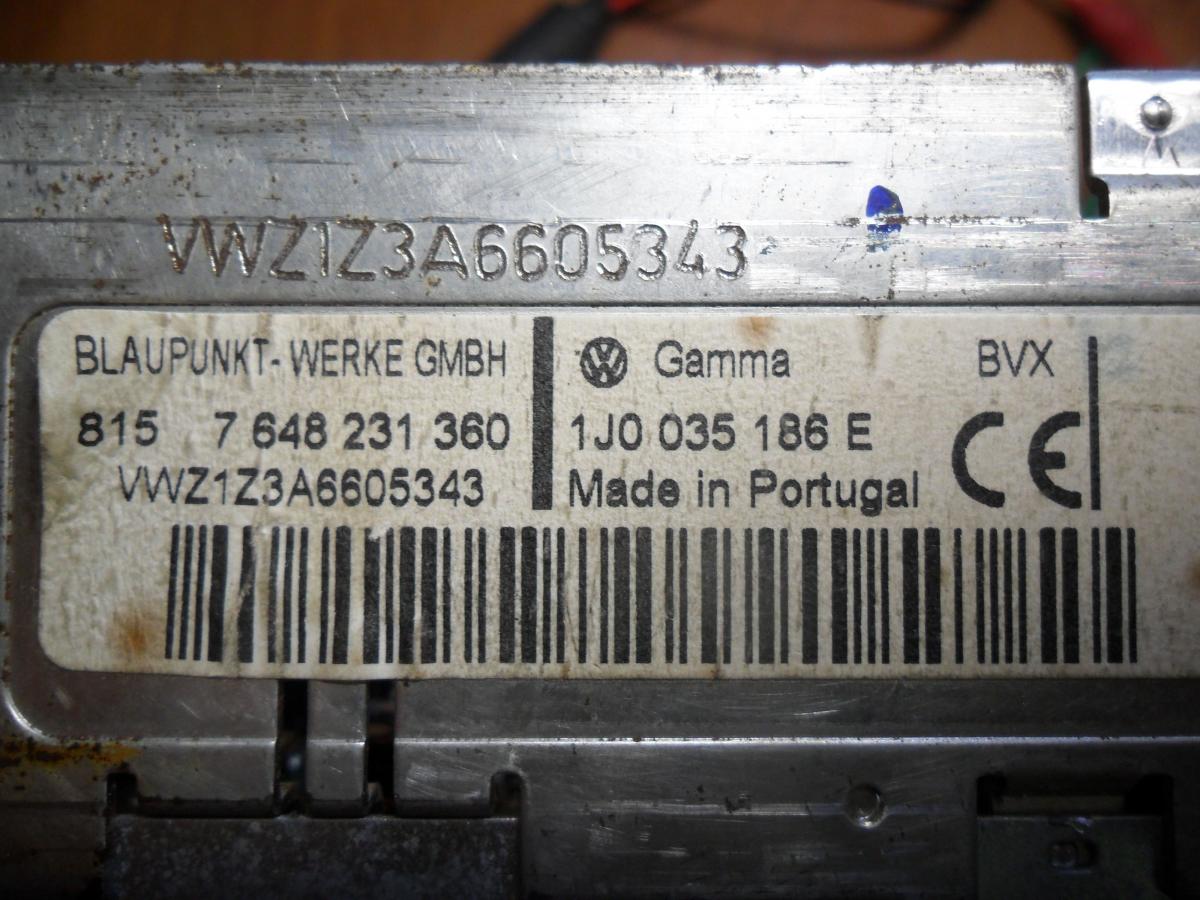 VWZ1Z3A6605343
BLAUPUNKT-WERKE GMBH
815 7 648 231 360
VWZ1Z3A6605343
VW Gamma BVX
1J0 035 186 E
CE
Made in Portugal